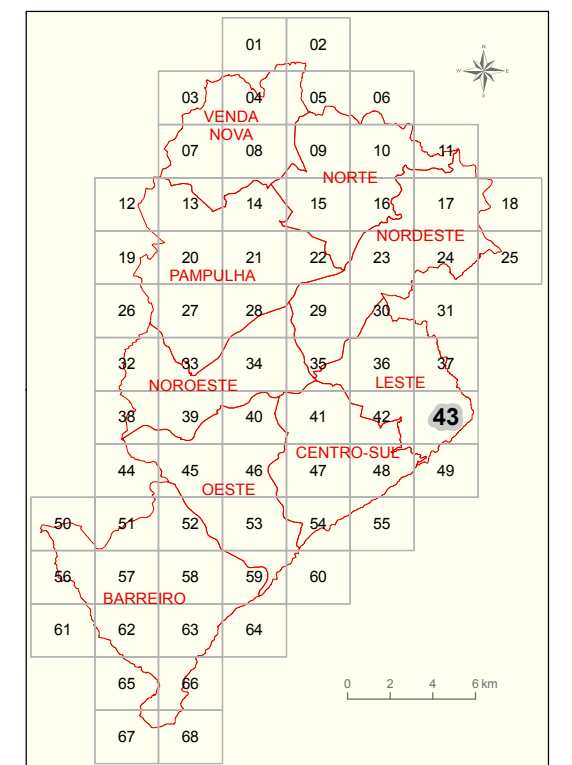 01 02
N
W E
S
03 04 05 06
VENDA
NOVA
07 08 09 10 11
NORTE
12 13 14 15 16 17 18
NORDESTE
19 20 21 22 23 24 25
PAMPULHA
26 27 28 29 30 31
32 33 34 35 36 37
NOROESTE LESTE
38 39 40 41 42 43
CENTRO-SUL
44 45 46 47 48 49
OESTE
50 51 52 53 54 55
56 57 58 59 60
BARREIRO
61 62 63 64
65 66
0 2 4 6 km
67 68